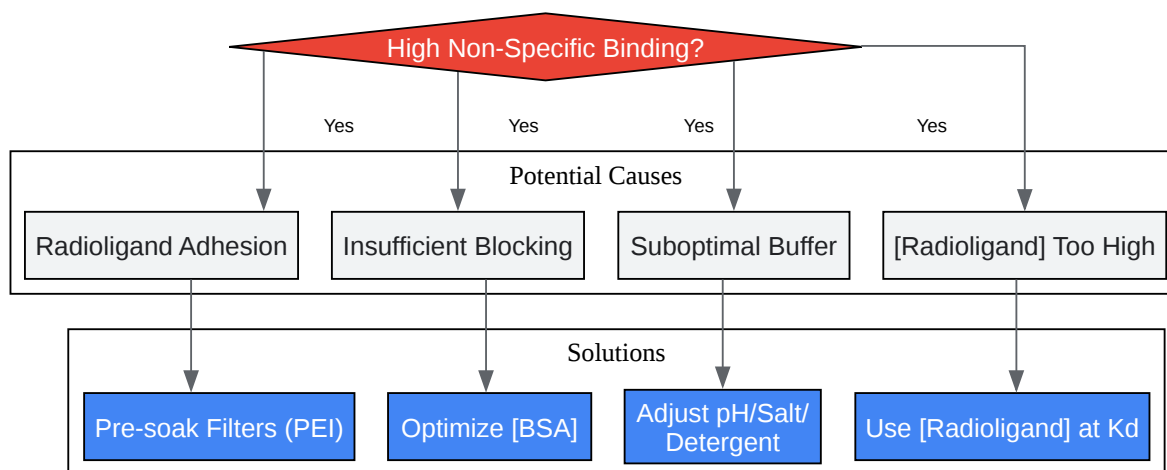 High Non-Specific Binding?
Yes
Yes
Yes
Yes
Potential Causes
Radioligand Adhesion
Insufficient Blocking
Suboptimal Buffer
[Radioligand] Too High
Solutions
Pre-soak Filters (PEI)
Optimize [BSA]
Adjust pH/Salt/
Detergent
Use [Radioligand] at Kd